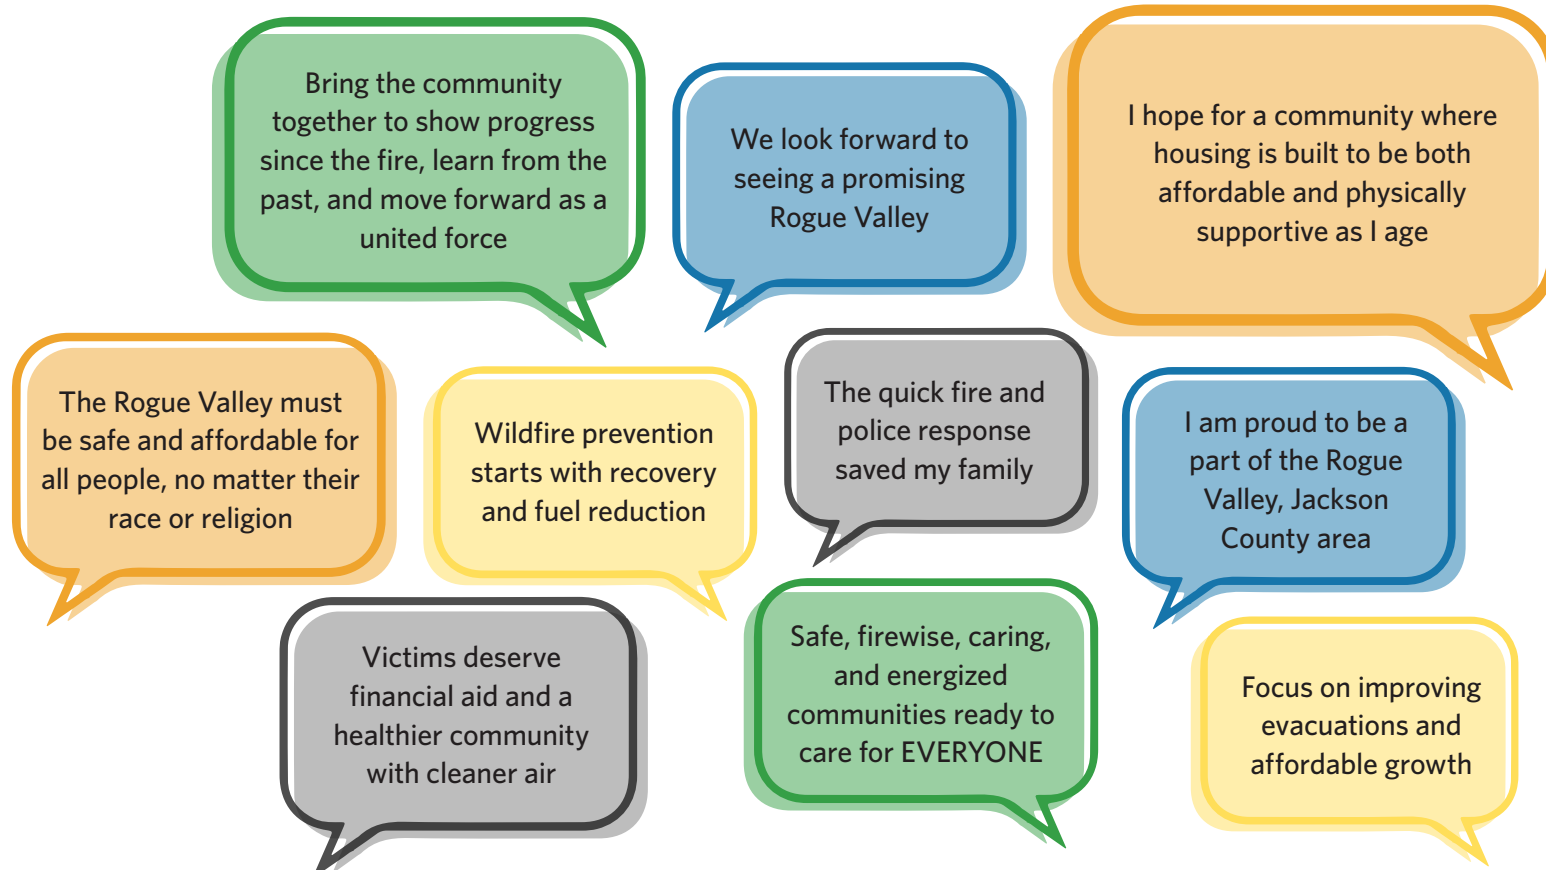 Bring the community
together to show progress
since the fire, learn from the
past, and move forward as a
united force
We look forward to
seeing a promising
Rogue Valley
I hope for a community where
housing is built to be both
affordable and physically
supportive as I age
The Rogue Valley must
be safe and affordable for
all people, no matter their
race or religion
Wildfire prevention
starts with recovery
and fuel reduction
The quick fire and
police response
saved my family
I am proud to be a
part of the Rogue
Valley, Jackson
County area
Victims deserve
financial aid and a
healthier community
with cleaner air
Safe, firewise, caring,
and energized
communities ready to
care for EVERYONE
Focus on improving
evacuations and
affordable growth